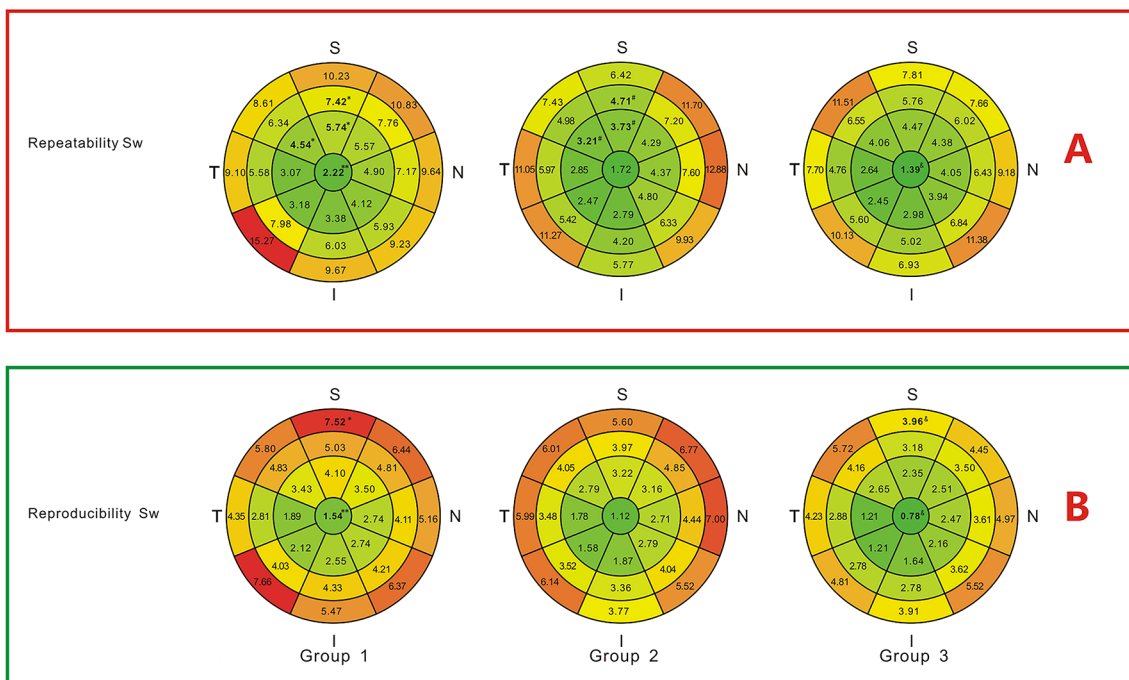 S S S
10.23 6.42 7.81
8.61 7.42* 10.83 7.43 4.71# 11.70 11.51 5.76 7.66
6.34 5.74* 7.76 4.98 3.73# 7.20 6.55 4.47 6.02
Repeatability Sw 4.54* 5.57 3.21# 4.29 4.06 4.38 A
T 9.10 5.58 3.07 2.22** 4.90 7.17 9.64 N T 11.05 5.97 2.85 1.72 4.37 7.60 12.88 N T 7.70 4.76 2.64 1.39& 4.05 6.43 9.18 N
3.18 4.12 2.47 4.80 2.45 3.94
7.98 3.38 5.93 5.42 2.79 6.33 5.60 2.98 6.84
15.27 6.03 9.23 11.27 4.20 9.93 10.13 5.02 11.38
9.67 5.77 6.93
I I I
S S S
7.52* 5.60 3.96&
5.80 5.03 6.44 6.01 3.97 6.77 5.72 3.18 4.45
4.83 4.10 4.81 4.05 3.22 4.85 4.16 2.35 3.50
3.43 3.50 2.79 3.16 2.65 2.51
Reproducibility Sw B
T 4.35 2.81 1.89 1.54** 2.74 4.11 5.16 N T 5.99 3.48 1.78 1.12 2.71 4.44 7.00 N T 4.23 2.88 1.21 0.78& 2.47 3.61 4.97 N
2.12 2.74 1.58 2.79 1.21 2.16
4.03 2.55 4.21 3.52 1.87 4.04 2.78 1.64 3.62
7.66 4.33 6.37 6.14 3.36 5.52 4.81 2.78 5.52
5.47 3.77 3.91
I I I
Group 1 Group 2 Group 3